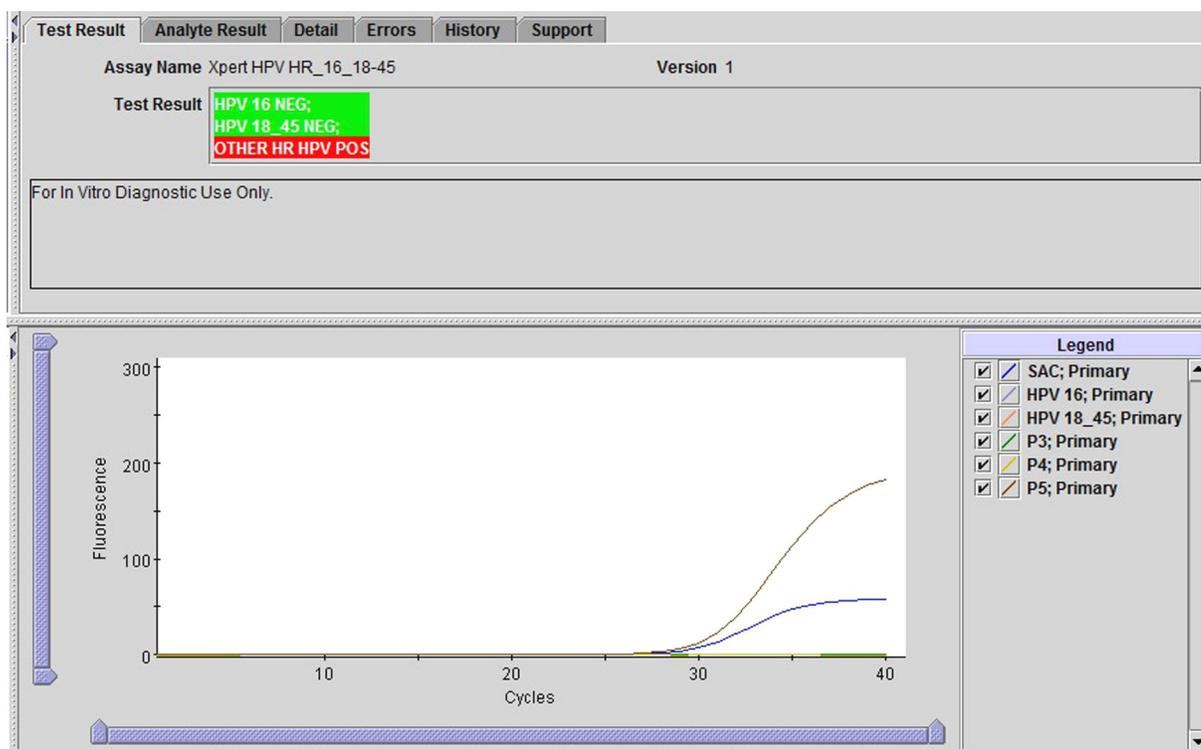 Test Result Analyte Result Detail Errors History Support
Assay Name Xpert HPV HR_16_18-45 Version 1
Test Result HPV 16 NEG;
HPV 18_45 NEG;
OTHER HR HPV POS
For In Vitro Diagnostic Use Only.
300
200
100
0
Fluorescence
10 20 30 40
Cycles
Legend
SAC; Primary
HPV 16; Primary
HPV 18_45; Primary
P3; Primary
P4; Primary
P5; Primary